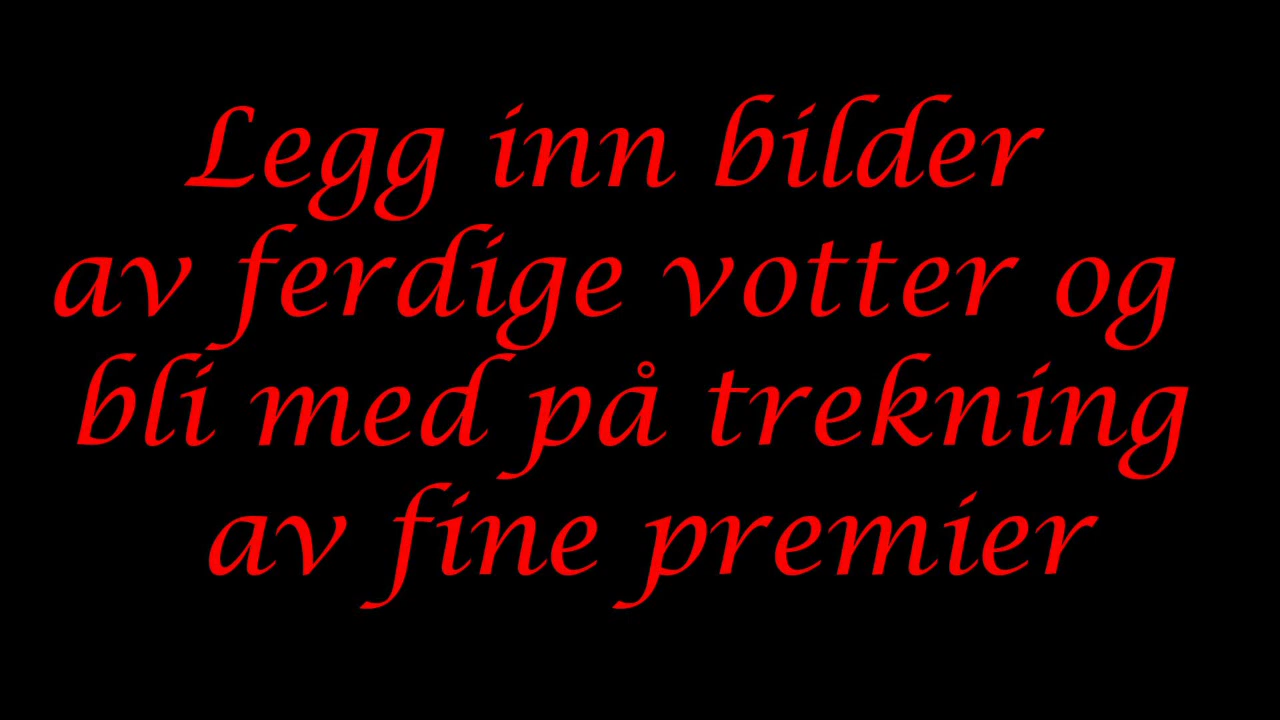 Legg inn bilder
av ferdige votter og
bli med på trekning
av fine premier